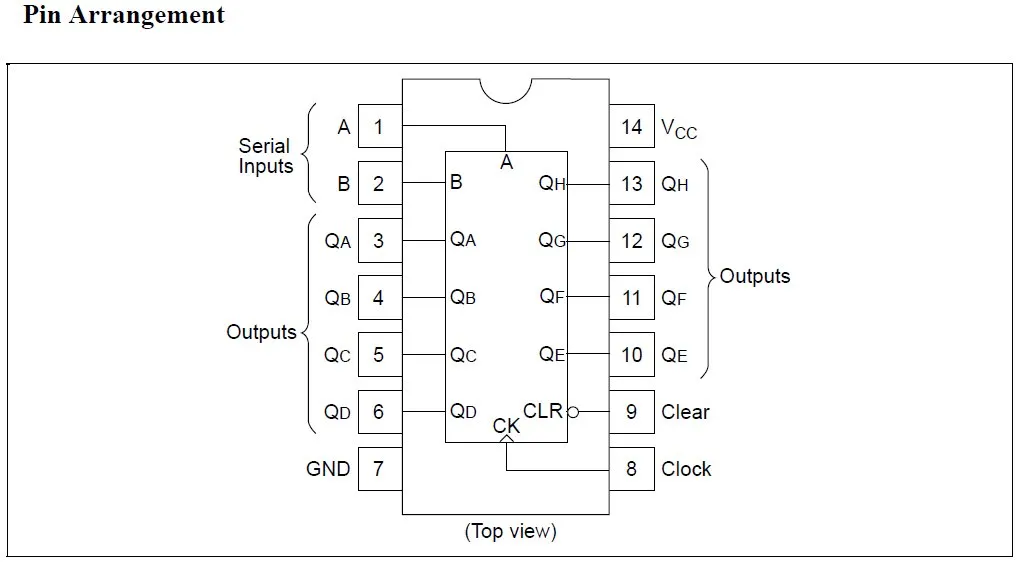 Pin Arrangement
Serial
Inputs
A 1
B 2
Outputs
QA 3
QB 4
QC 5
QD 6
GND 7
A
B
QA
QB
QC
QD
QH
QG
QF
QE
CLR
CK
14 VCC
13 QH
12 QG
11 QF
10 QE
Outputs
9 Clear
8 Clock
(Top view)